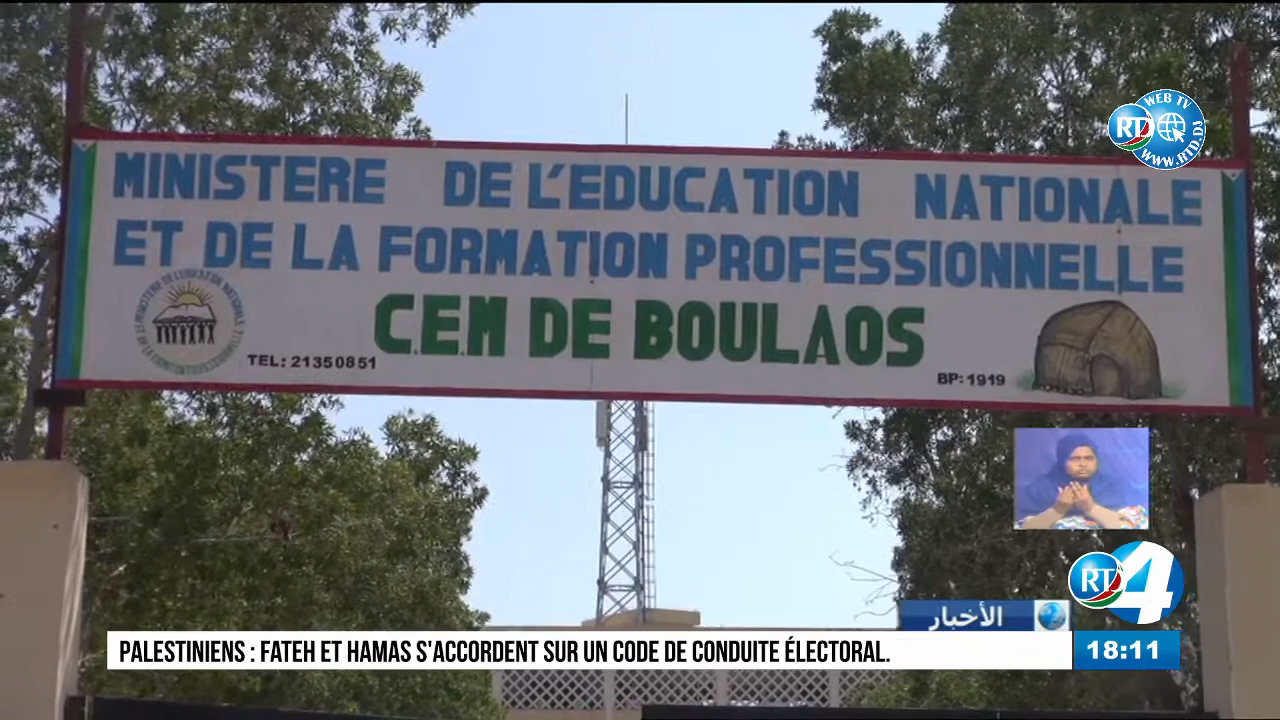 WEB TV
RTD
WWW.RTD.DJ
MINISTERE DE L'EDUCATION NATIONALE
ET DE LA FORMATION PROFESSIONNELLE
C.E.M DE BOULAOS
TEL: 21350851
BP: 1919
RT
4
الأخبار
PALESTINIENS : FATEH ET HAMAS S'ACCORDENT SUR UN CODE DE CONDUITE ÉLECTORAL.
18:11